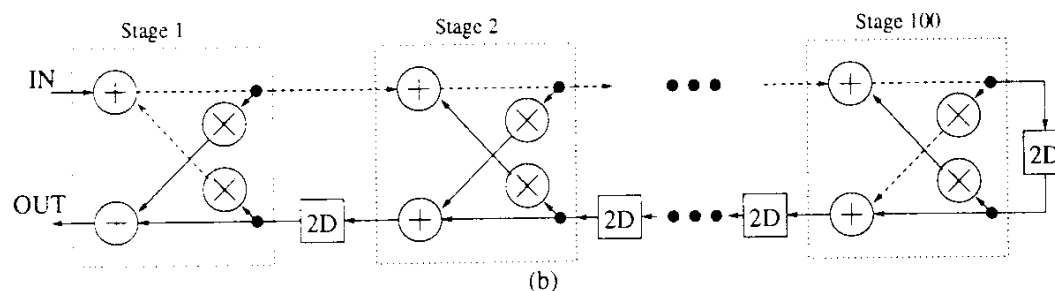 Stage 1
Stage 2
Stage 100
IN
2D
OUT
2D
2D
2D
(b)